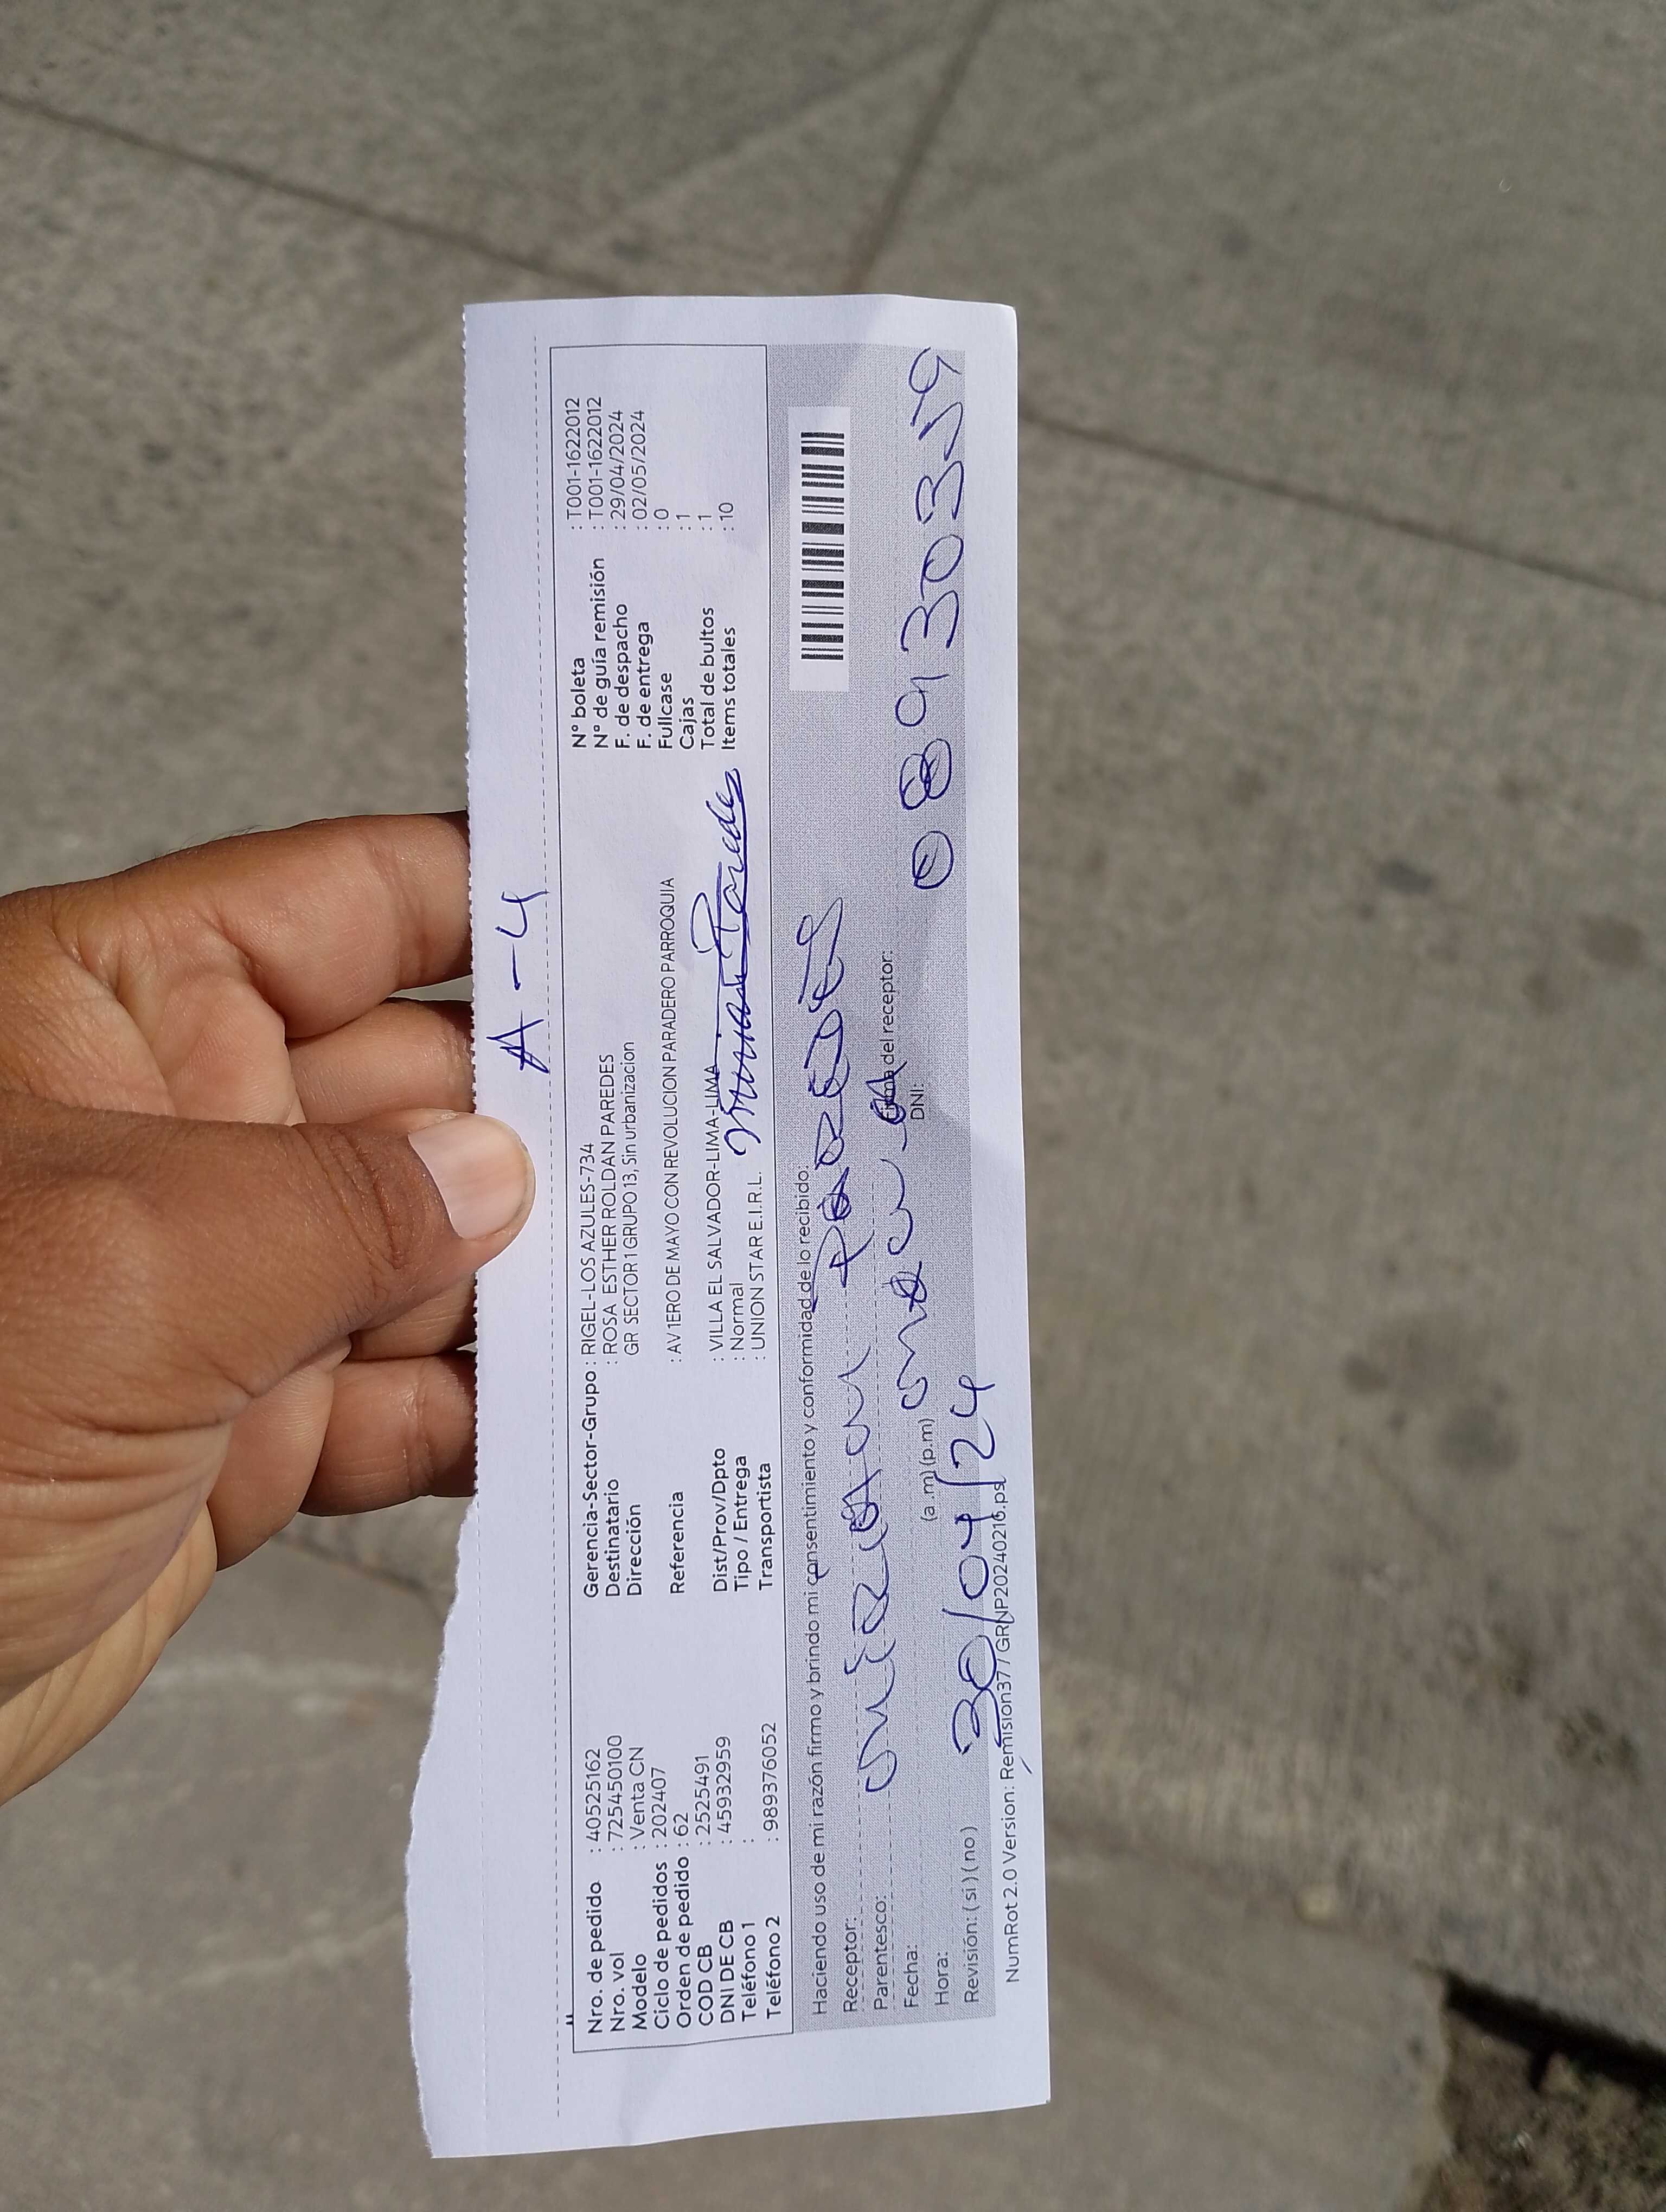 A-4
Nro. de pedido : 40525162 Gerencia-Sector-Grupo : RIGEL-LOS AZULES-734 N° boleta : T001-1622012
Nro. vol : 725450100 Destinatario : ROSA ESTHER ROLDAN PAREDES N° de guía remisión : T001-1622012
Modelo : Venta CN Dirección GR SECTOR 1 GRUPO 13, Sin urbanizacion F. de despacho : 29/04/2024
Ciclo de pedidos : 202407 F. de entrega : 02/05/2024
Orden de pedido : 62 Referencia : AV 1ERO DE MAYO CON REVOLUCION PARADERO PARROQUIA Fullcase : 0
COD CB : 2525491 Cajas : 1
DNI DE CB : 45932959 Dist/Prov/Dpto : VILLA EL SALVADOR-LIMA-LIMA Total de bultos : 1
Teléfono 1 : Tipo / Entrega : Normal Items totales : 10
Teléfono 2 : 989376052 Transportista : UNION STAR E.I.R.L.
Miriam Paredes
Haciendo uso de mi razón firmo y brindo mi consentimiento y conformidad de lo recibido:
Receptor: Miriam Paredes
Parentesco: Firma del receptor:
Fecha: DNI: 08930359
Hora: (a .m) (p.m)
Revisión: ( si ) ( no ) 30/04/24
NumRot 2.0 Version: Remision37 / GRNP20240216.ps